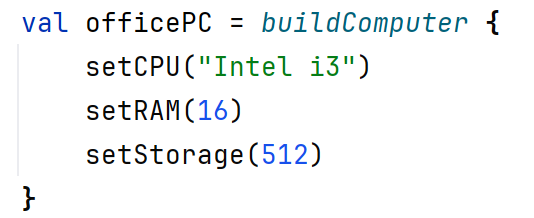 val officePC = buildComputer {
    setCPU("Intel i3")
    setRAM(16)
    setStorage(512)
}